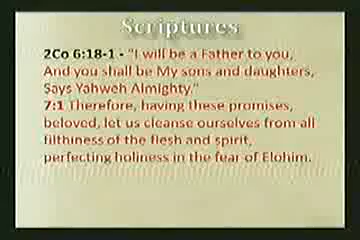 Scriptures
2Co 6:18-1 - "I will be a Father to you,
And you shall be My sons and daughters,
Says Yahweh Almighty."
7:1 Therefore, having these promises,
beloved, let us cleanse ourselves from all
filthiness of the flesh and spirit,
perfecting holiness in the fear of Elohim.